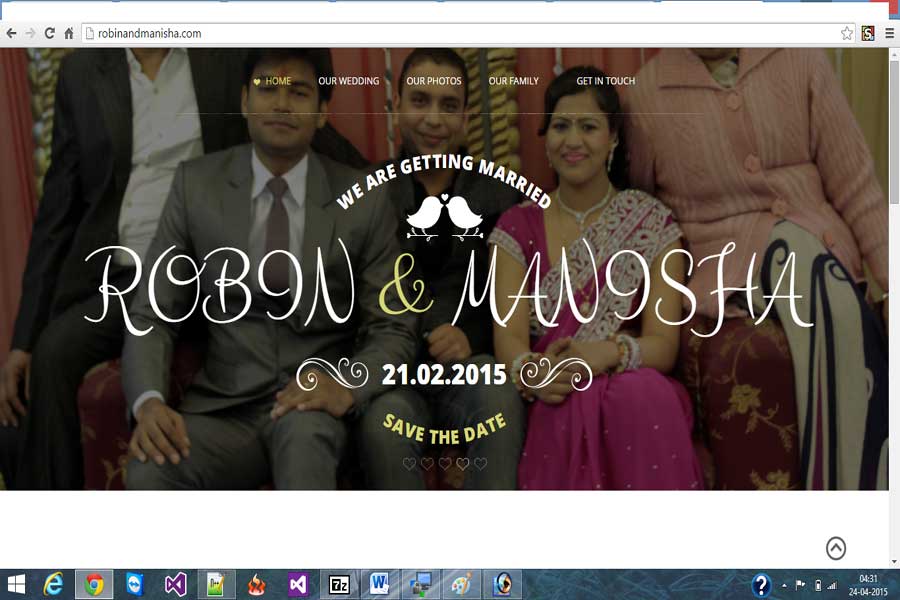 robinandmanisha.com
HOME OUR WEDDING OUR PHOTOS OUR FAMILY GET IN TOUCH
WE ARE GETTING MARRIED
ROBIN & MANISHA
21.02.2015
SAVE THE DATE
7z
04:31
24-04-2015